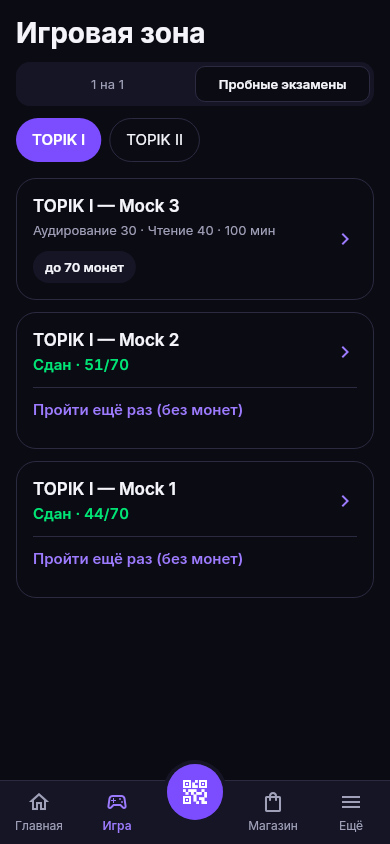 Игровая зона
1 на 1
Пробные экзамены
TOPIK I
TOPIK II
TOPIK I — Mock 3
Аудирование 30 · Чтение 40 · 100 мин
до 70 монет
TOPIK I — Mock 2
Сдан · 51/70
Пройти ещё раз (без монет)
TOPIK I — Mock 1
Сдан · 44/70
Пройти ещё раз (без монет)
Главная
Игра
Магазин
Ещё